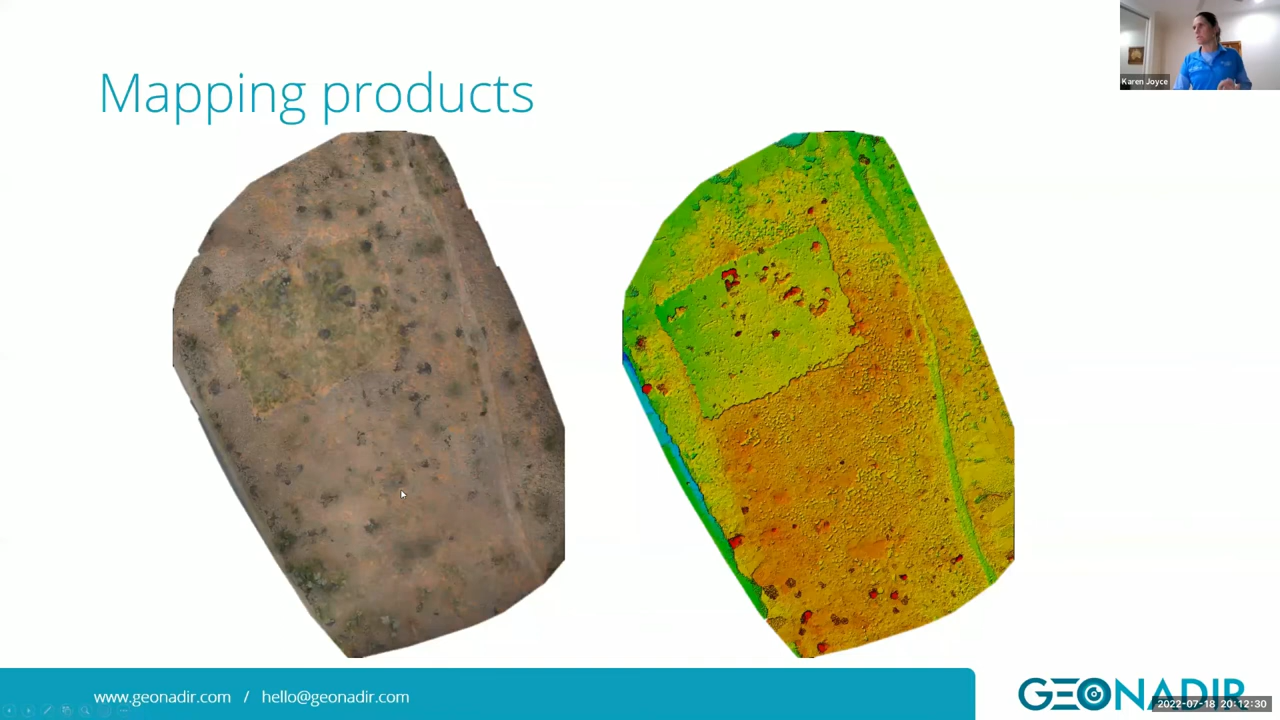 Karen Joyce
Mapping products
www.geonadir.com / hello@geonadir.com
GEONADIR
2022-07-18 20:12:30